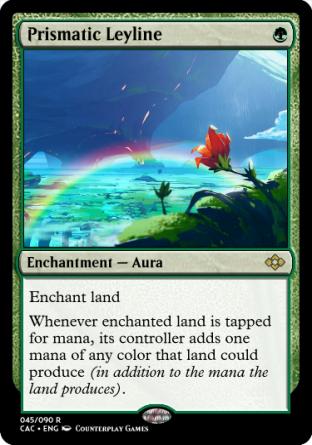 Prismatic Leyline
Enchantment — Aura
Enchant land
Whenever enchanted land is tapped
for mana, its controller adds one
mana of any color that land could
produce (in addition to the mana the
land produces).
045/090 R
CAC • ENG Counterplay Games